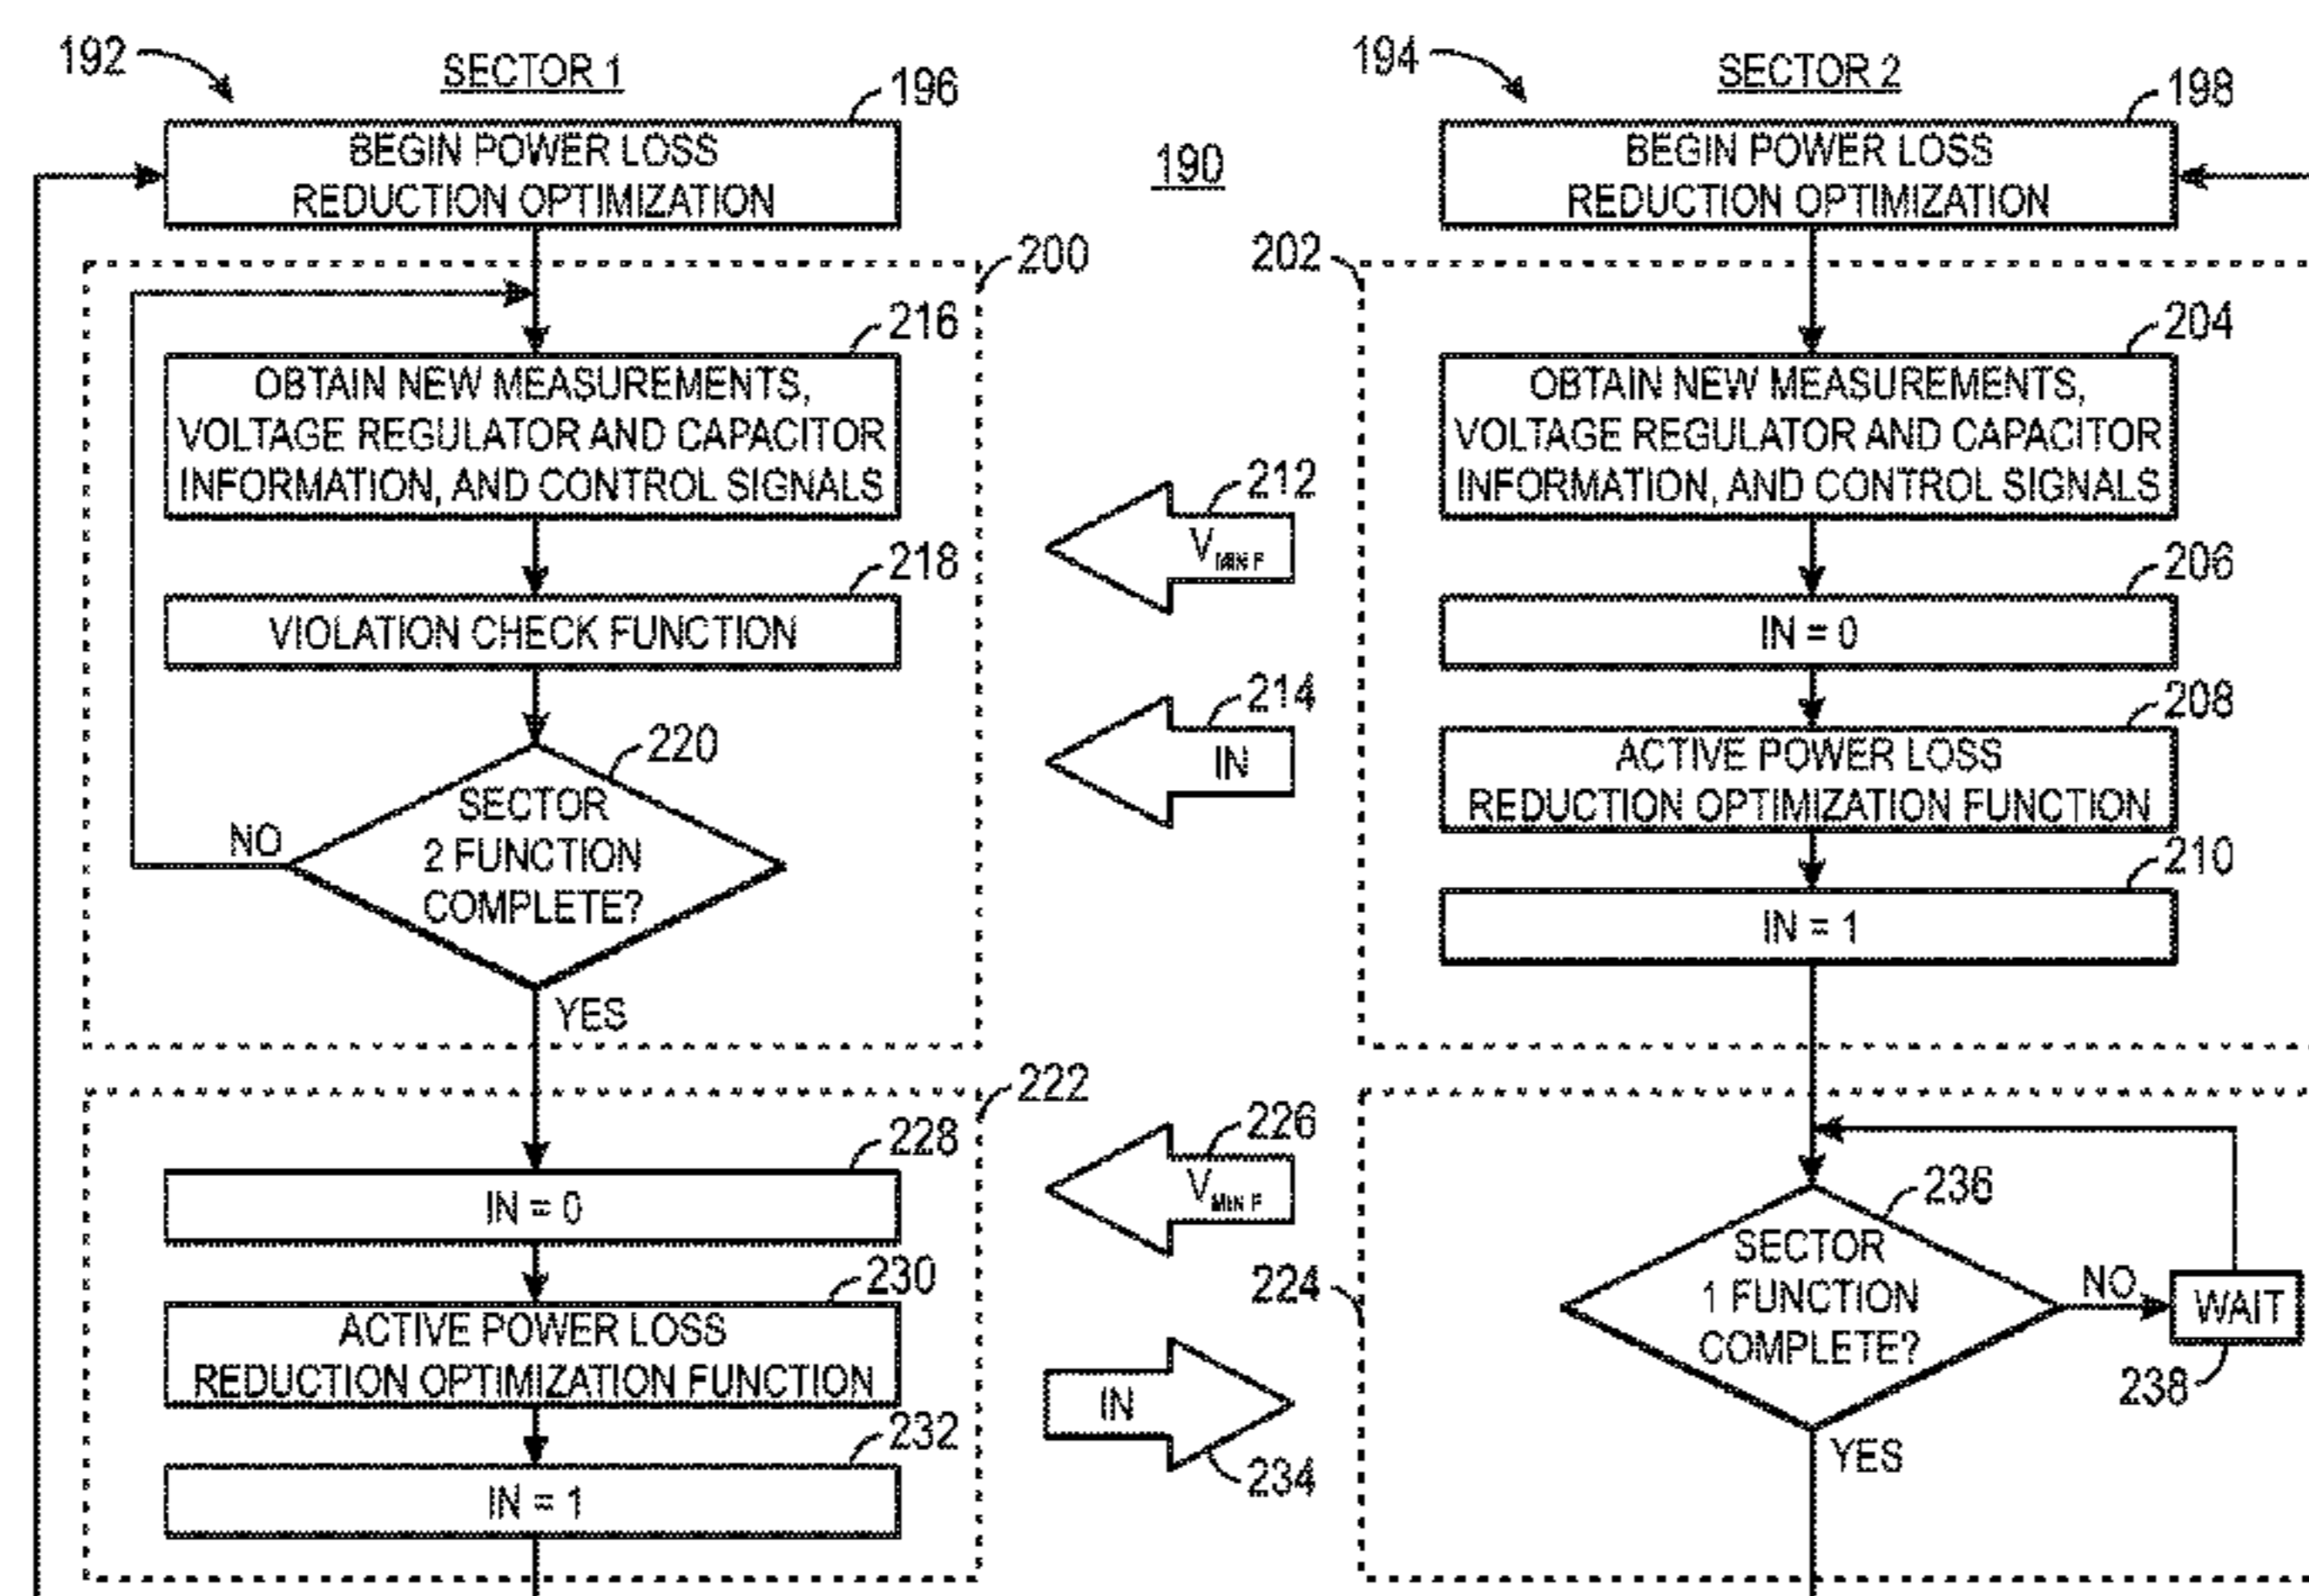 192
SECTOR 1
196
BEGIN POWER LOSS
REDUCTION OPTIMIZATION
200
216
OBTAIN NEW MEASUREMENTS,
VOLTAGE REGULATOR AND CAPACITOR
INFORMATION, AND CONTROL SIGNALS
218
VIOLATION CHECK FUNCTION
220
SECTOR
2 FUNCTION
COMPLETE?
NO
YES
222
228
IN = 0
230
ACTIVE POWER LOSS
REDUCTION OPTIMIZATION FUNCTION
232
IN = 1
190
212
V MIN F
214
IN
226
V MIN F
IN
234
194
SECTOR 2
198
BEGIN POWER LOSS
REDUCTION OPTIMIZATION
202
204
OBTAIN NEW MEASUREMENTS,
VOLTAGE REGULATOR AND CAPACITOR
INFORMATION, AND CONTROL SIGNALS
206
IN = 0
208
ACTIVE POWER LOSS
REDUCTION OPTIMIZATION FUNCTION
210
IN = 1
224
236
SECTOR
1 FUNCTION
COMPLETE?
NO
WAIT
238
YES